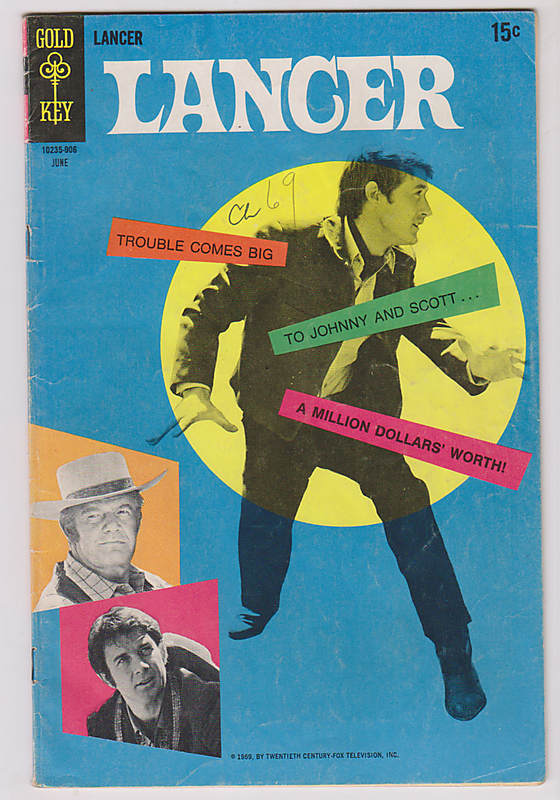 GOLD
KEY
LANCER
15c
LANCER
10235-906
JUNE
TROUBLE COMES BIG
TO JOHNNY AND SCOTT...
A MILLION DOLLARS' WORTH!
© 1969, BY TWENTIETH CENTURY-FOX TELEVISION, INC.